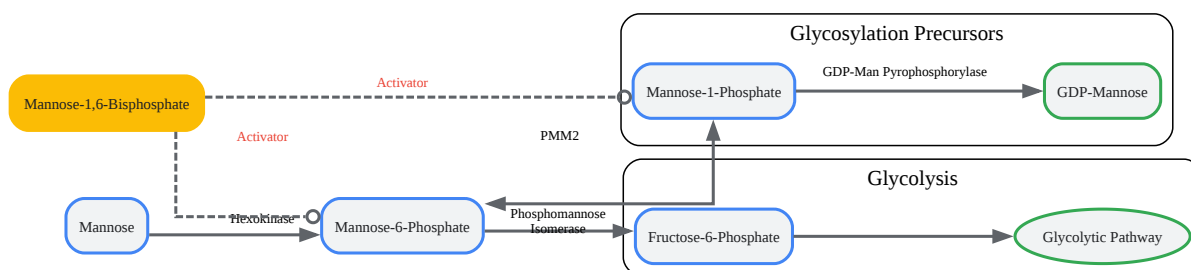 Glycosylation Precursors
Activator
GDP-Man Pyrophosphorylase
Mannose-1,6-Bisphosphate
Mannose-1-Phosphate
GDP-Mannose
Activator
PMM2
Glycolysis
Hexokinase
Phosphomannose
Isomerase
Mannose
Mannose-6-Phosphate
Fructose-6-Phosphate
Glycolytic Pathway